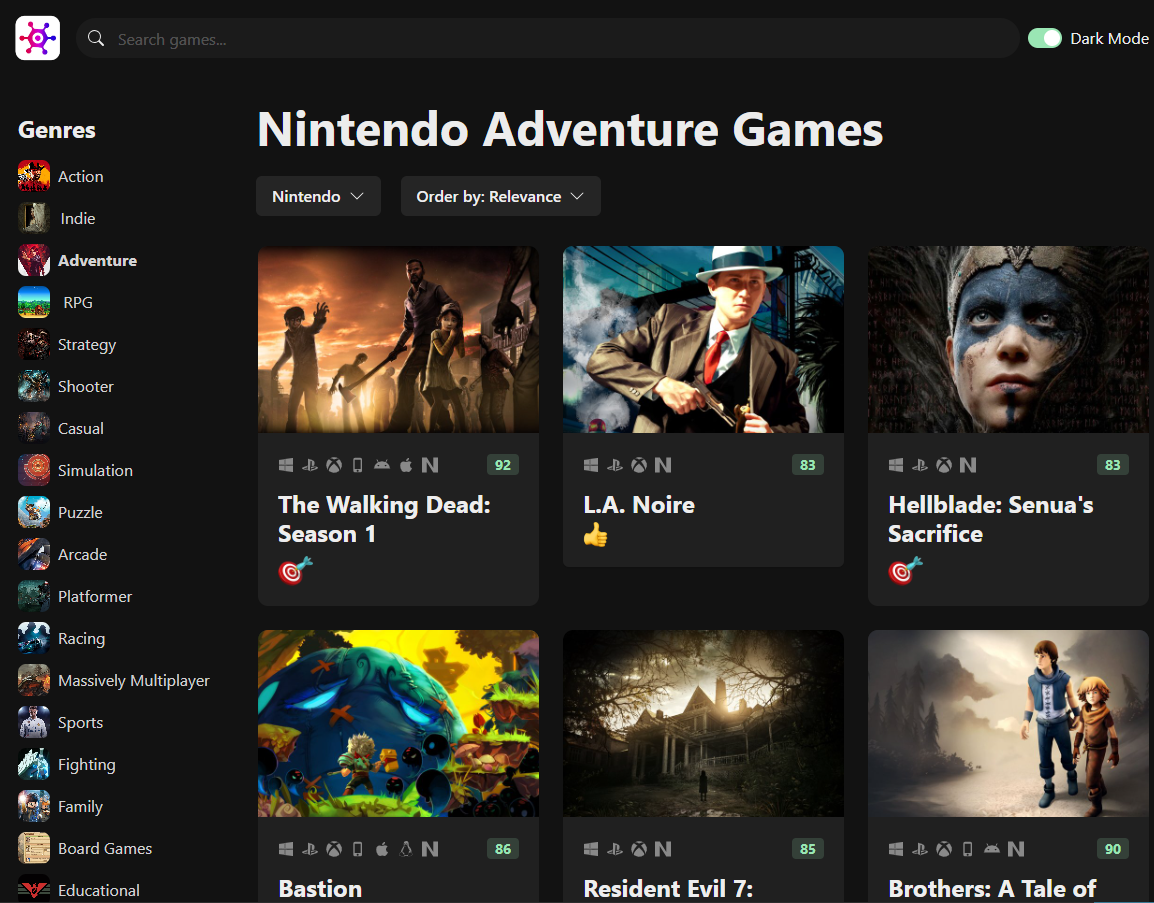 Search games...
Dark Mode
Genres
Action
Indie
Adventure
RPG
Strategy
Shooter
Casual
Simulation
Puzzle
Arcade
Platformer
Racing
Massively Multiplayer
Sports
Fighting
Family
Board Games
Educational
Nintendo Adventure Games
Nintendo
Order by: Relevance
92
The Walking Dead:
Season 1
83
L.A. Noire
83
Hellblade: Senua's
Sacrifice
86
Bastion
85
Resident Evil 7:
90
Brothers: A Tale of